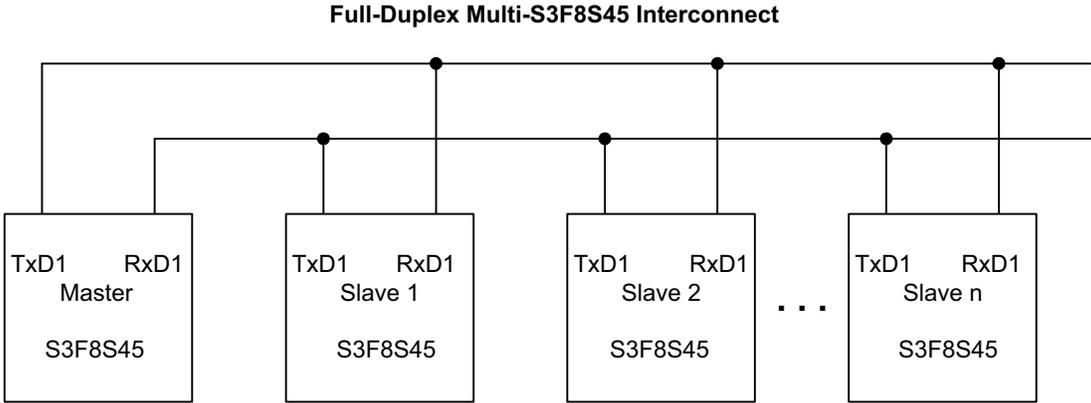 Full-Duplex Multi-S3F8S45 Interconnect
TxD1 RxD1 TxD1 RxD1 TxD1 RxD1 TxD1 RxD1
Master Slave 1 Slave 2 Slave n
. . .
S3F8S45 S3F8S45 S3F8S45 S3F8S45